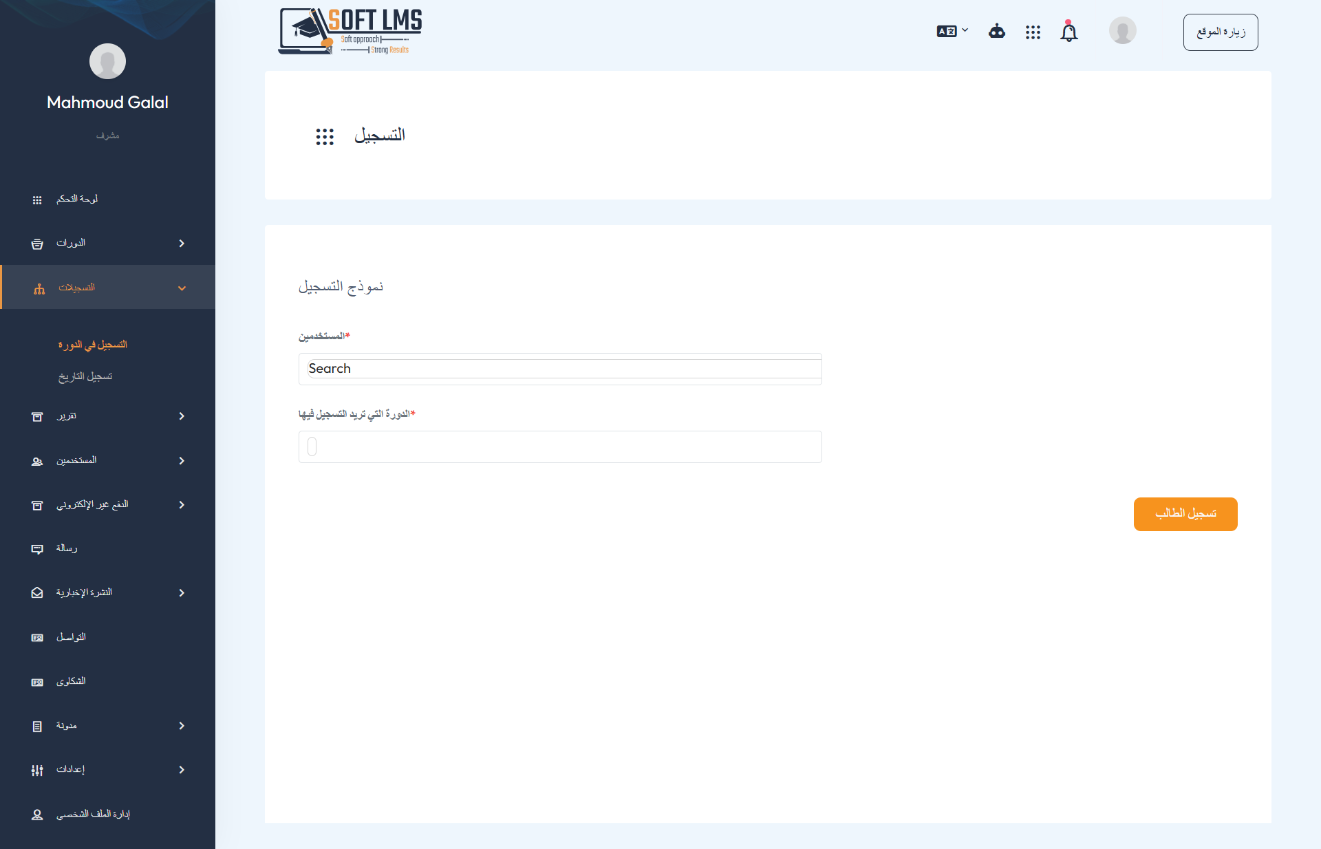 Mahmoud Galal
مشرف
لوحة التحكم
الدورات
التسجيلات
التسجيل في الدورة
تسجيل التاريخ
تقرير
المستخدمين
الدفع غير الإلكتروني
رسالة
النشرة الإخبارية
التواصل
الشكاوى
مدونة
إعدادات
إدارة الملف الشخصي
SOFT LMS
Soft approach
Strong Results
زيارة الموقع
التسجيل
نموذج التسجيل
المستخدمين*
Search
الدورة التي تريد التسجيل فيها*
تسجيل الطالب